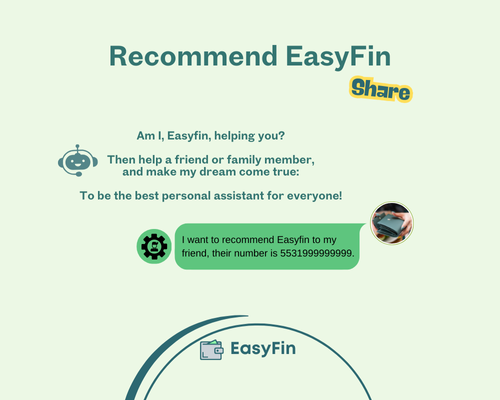 Recommend EasyFin
Share
Am I, Easyfin, helping you?
Then help a friend or family member,
and make my dream come true:
To be the best personal assistant for everyone!
I want to recommend Easyfin to my
friend, their number is 5531999999999.
EasyFin